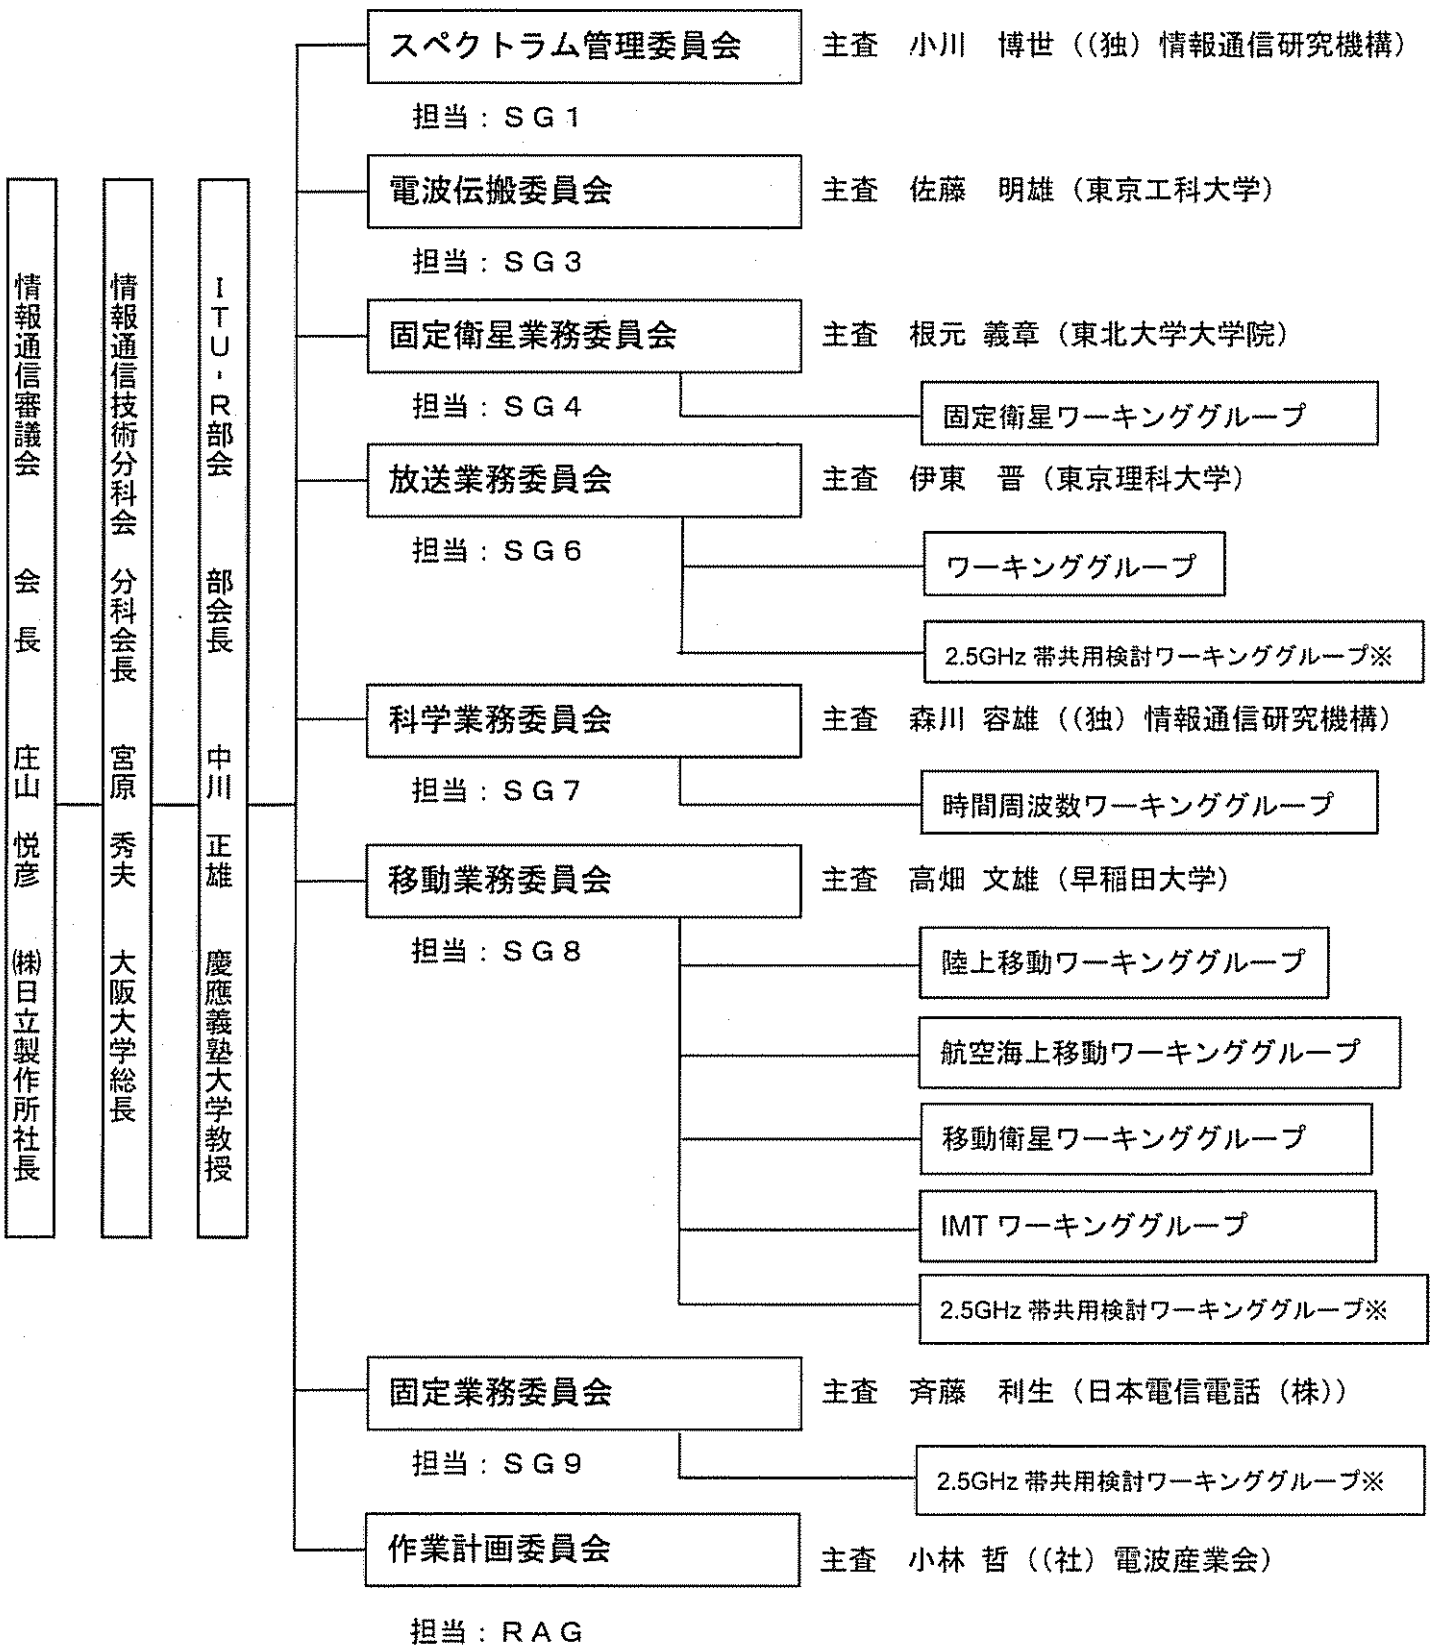 情報通信審議会 会長 庄山 悦彦 ㈱日立製作所社長
情報通信技術分科会 分科会長 宮原 秀夫 大阪大学総長
ITU-R部会 部会長 中川 正雄 慶應義塾大学教授
スペクトラム管理委員会 主査 小川 博世((独)情報通信研究機構)
担当:SG1
電波伝搬委員会 主査 佐藤 明雄(東京工科大学)
担当:SG3
固定衛星業務委員会 主査 根元 義章(東北大学大学院)
担当:SG4
固定衛星ワーキンググループ
放送業務委員会 主査 伊東 晋(東京理科大学)
担当:SG6
ワーキンググループ
2.5GHz 帯共用検討ワーキンググループ※
科学業務委員会 主査 森川 容雄((独)情報通信研究機構)
担当:SG7
時間周波数ワーキンググループ
移動業務委員会 主査 高畑 文雄(早稲田大学)
担当:SG8
陸上移動ワーキンググループ
航空海上移動ワーキンググループ
移動衛星ワーキンググループ
IMT ワーキンググループ
2.5GHz 帯共用検討ワーキンググループ※
固定業務委員会 主査 斉藤 利生(日本電信電話(株))
担当:SG9
2.5GHz 帯共用検討ワーキンググループ※
作業計画委員会 主査 小林 哲((社)電波産業会)
担当:RAG